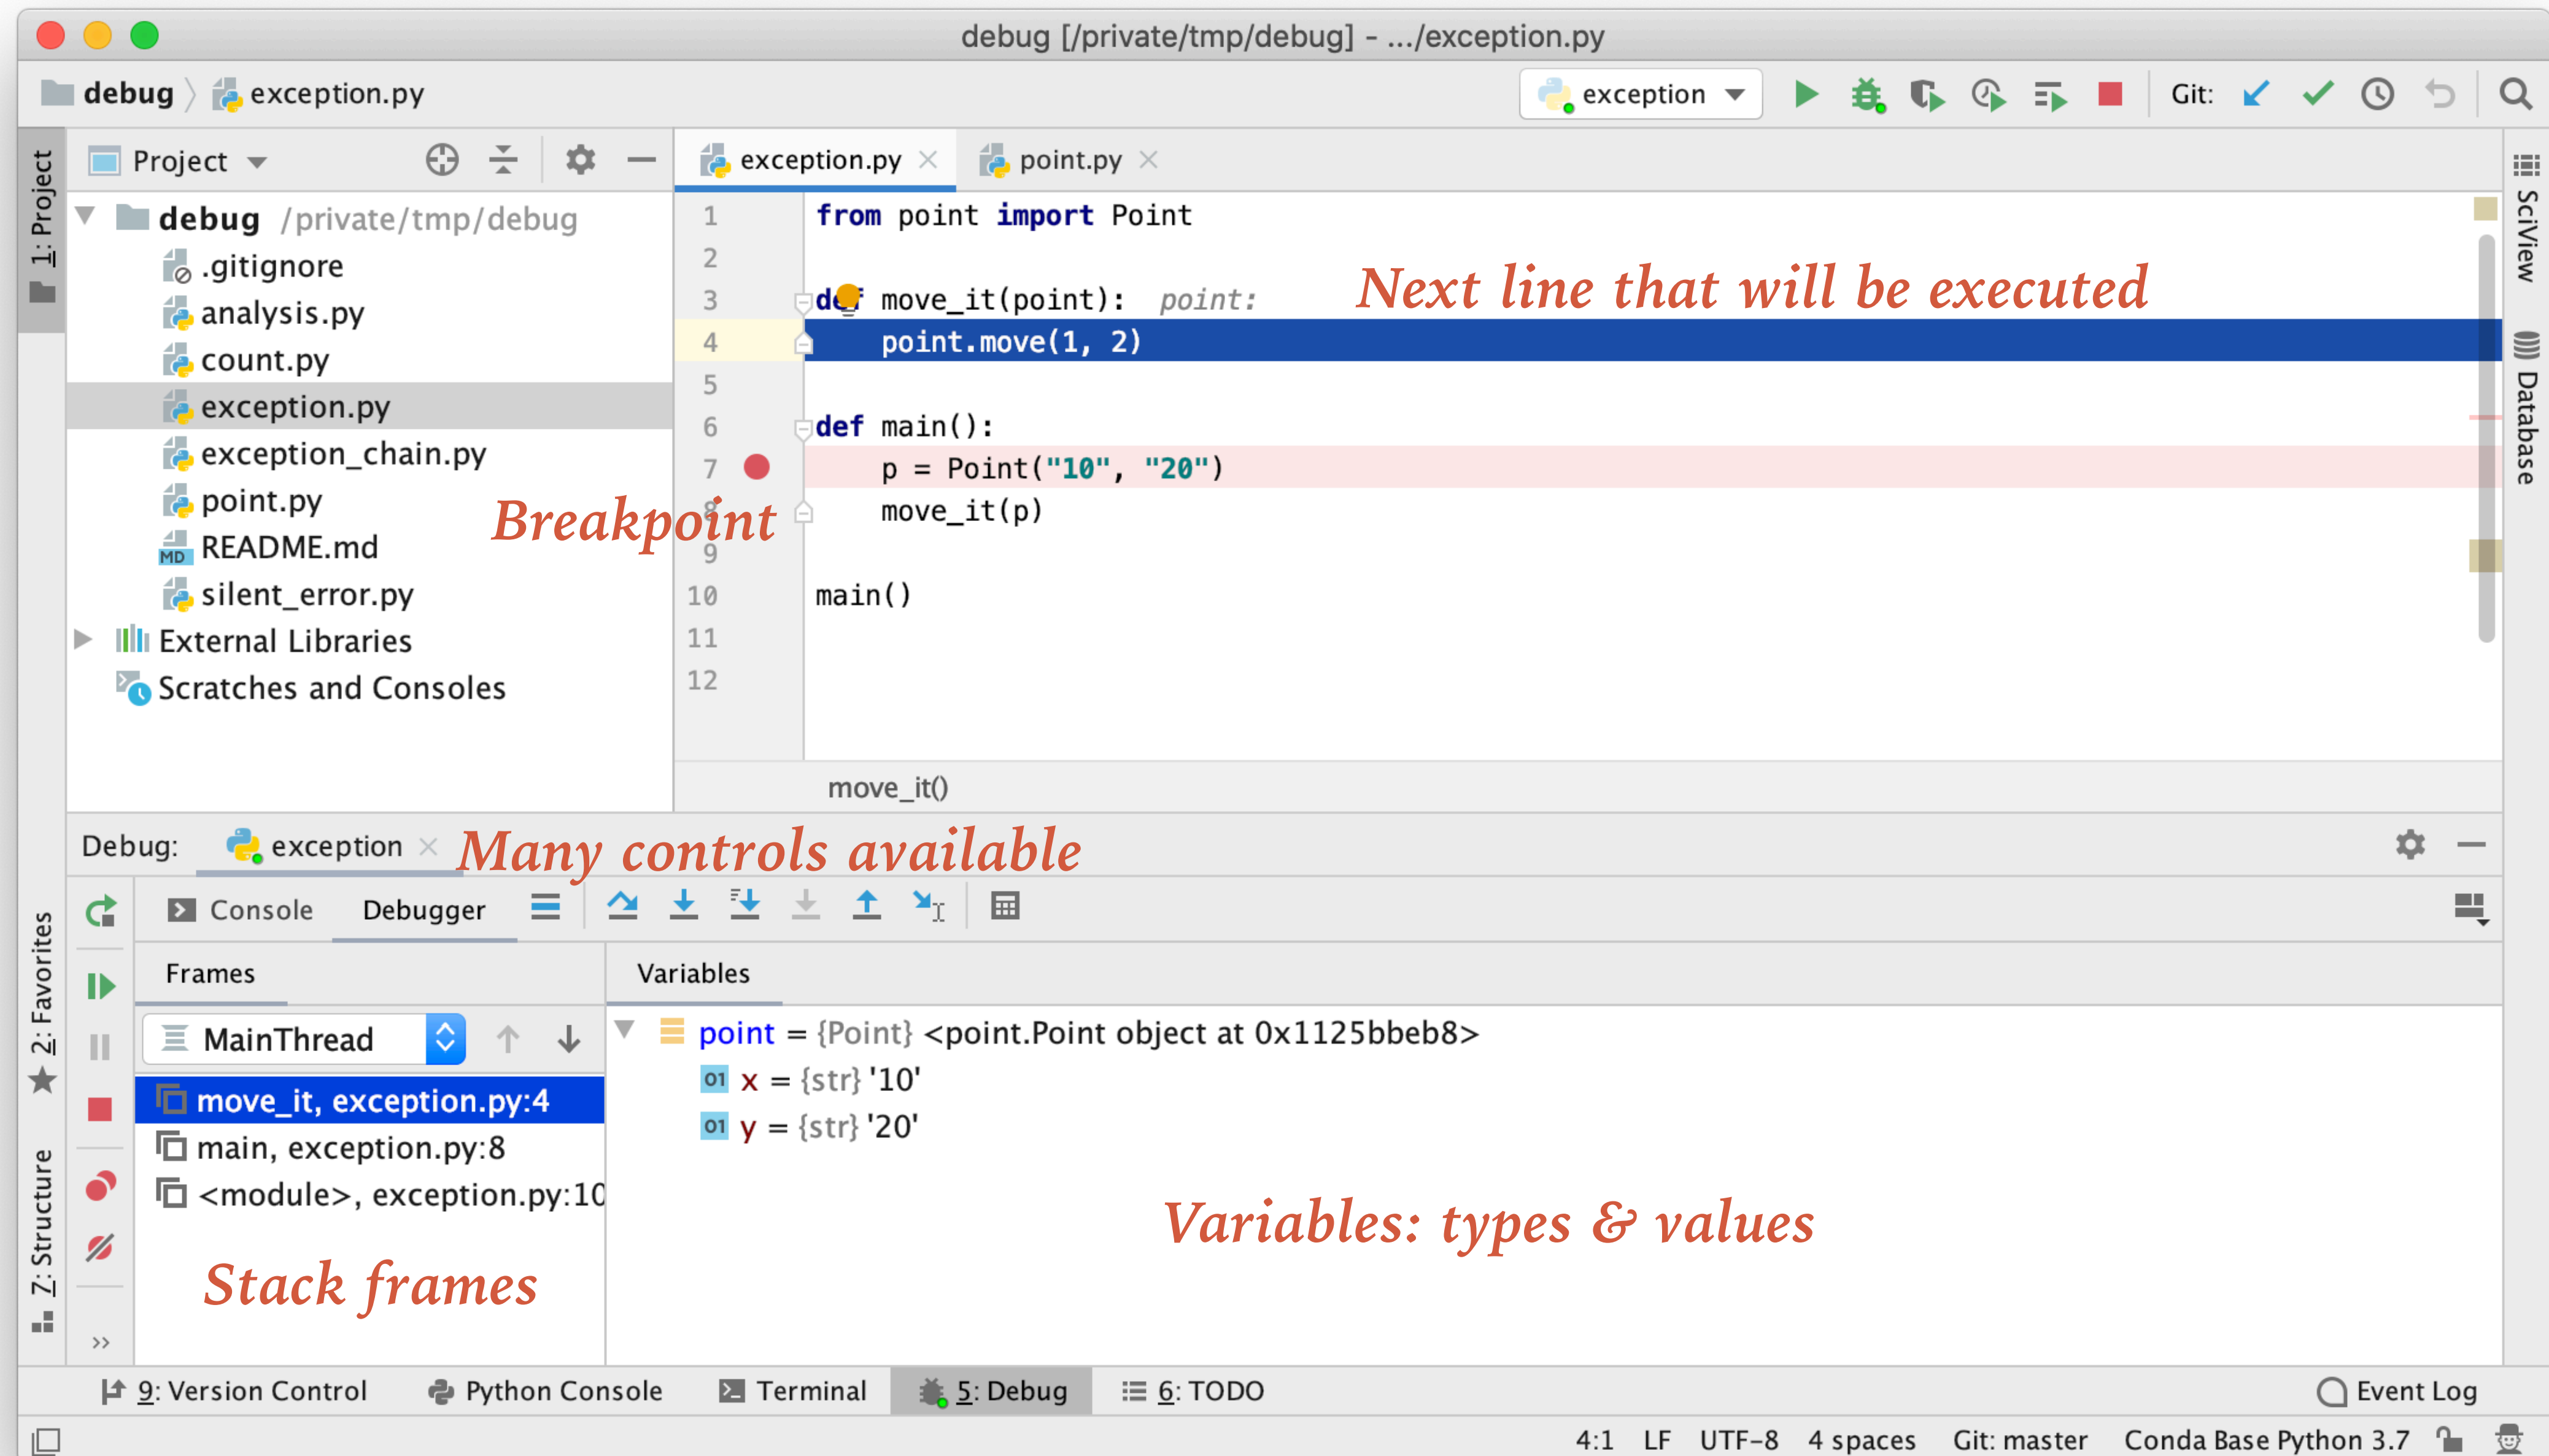 debug [/private/tmp/debug] - .../exception.py
debug exception.py
exception
Git:
1: Project
Project
debug /private/tmp/debug
.gitignore
analysis.py
count.py
exception.py
exception_chain.py
point.py
README.md
silent_error.py
External Libraries
Scratches and Consoles
exception.py point.py
1 from point import Point
2
Next line that will be executed
3 def move_it(point): point:
4 point.move(1, 2)
5
6 def main():
7 p = Point("10", "20")
Breakpoint
8 move_it(p)
9
10 main()
11
12
move_it()
SciView
Database
Debug: exception
Many controls available
Console Debugger
Frames
Variables
MainThread
move_it, exception.py:4
main, exception.py:8
<module>, exception.py:10
Stack frames
point = {Point} <point.Point object at 0x1125bbeb8>
01 x = {str} '10'
01 y = {str} '20'
Variables: types & values
2: Favorites
7: Structure
9: Version Control Python Console Terminal 5: Debug 6: TODO Event Log
4:1 LF UTF-8 4 spaces Git: master Conda Base Python 3.7